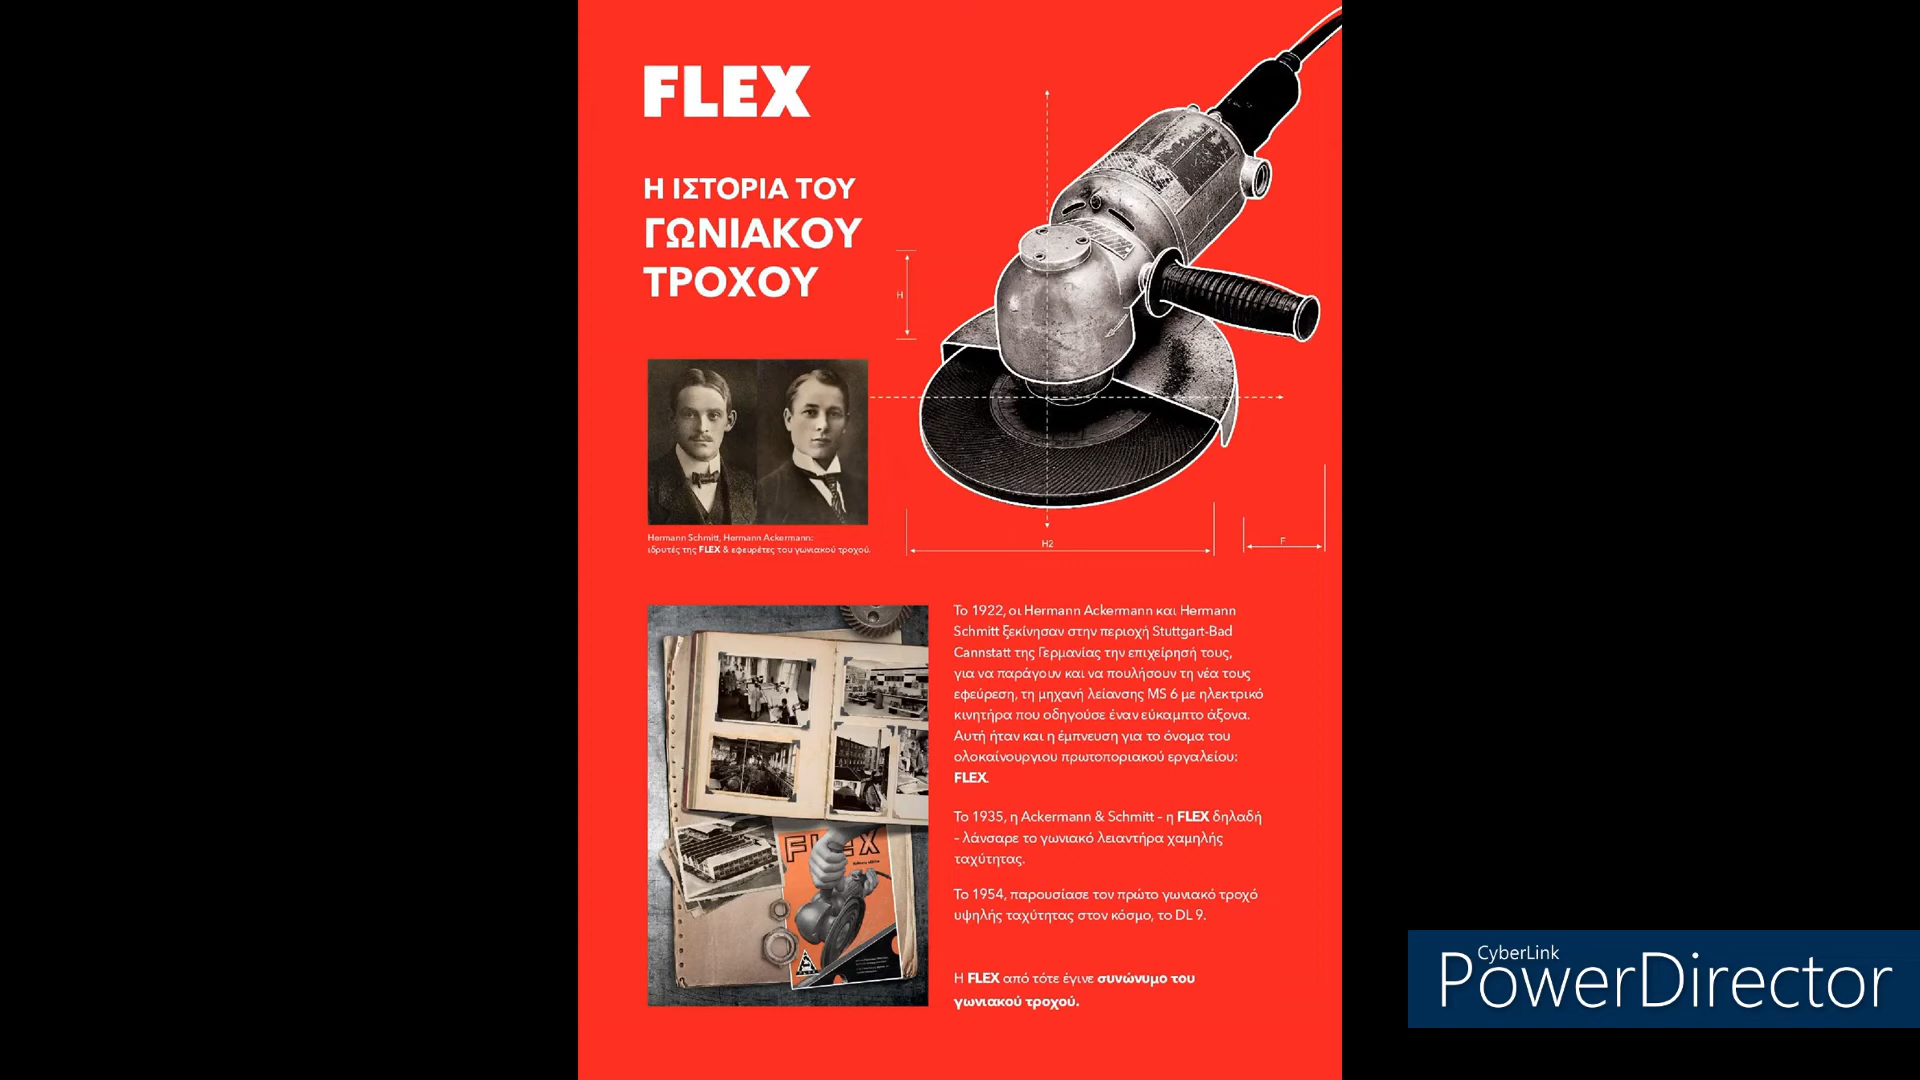 FLEX
Η ΙΣΤΟΡΙΑ ΤΟΥ
ΓΩΝΙΑΚΟΥ
ΤΡΟΧΟΥ
H
H2
F
Hermann Schmitt, Hermann Ackermann:
ιδρυτές της FLEX & εφευρέτες του γωνιακού τροχού.
Το 1922, οι Hermann Ackermann και Hermann
Schmitt ξεκίνησαν στην περιοχή Stuttgart-Bad
Cannstatt της Γερμανίας την επιχείρησή τους,
για να παράγουν και να πουλήσουν τη νέα τους
εφεύρεση, τη μηχανή λείανσης MS 6 με ηλεκτρικό
κινητήρα που οδηγούσε έναν εύκαμπτο άξονα.
Αυτή ήταν και η έμπνευση για το όνομα του
ολοκαίνουργιου πρωτοποριακού εργαλείου:
FLEX.
Το 1935, η Ackermann & Schmitt – η FLEX δηλαδή
– λάνσαρε το γωνιακό λειαντήρα χαμηλής
ταχύτητας.
Το 1954, παρουσίασε τον πρώτο γωνιακό τροχό
υψηλής ταχύτητας στον κόσμο, το DL 9.
Η FLEX από τότε έγινε συνώνυμο του
γωνιακού τροχού.
FLEX
CyberLink
PowerDirector